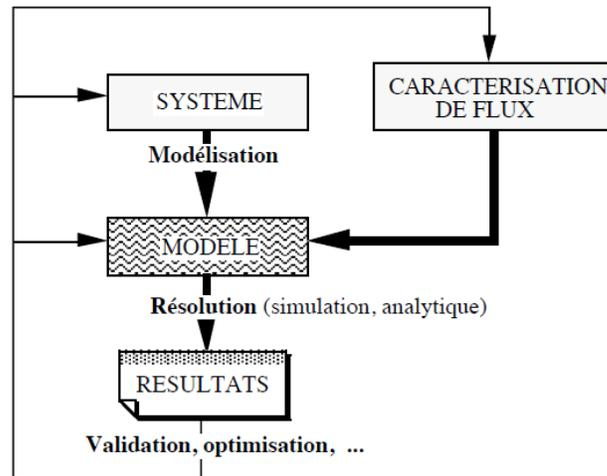 SYSTEME
CARACTERISATION
DE FLUX
Modélisation
MODELE
Résolution (simulation, analytique)
RESULTATS
Validation, optimisation, ...